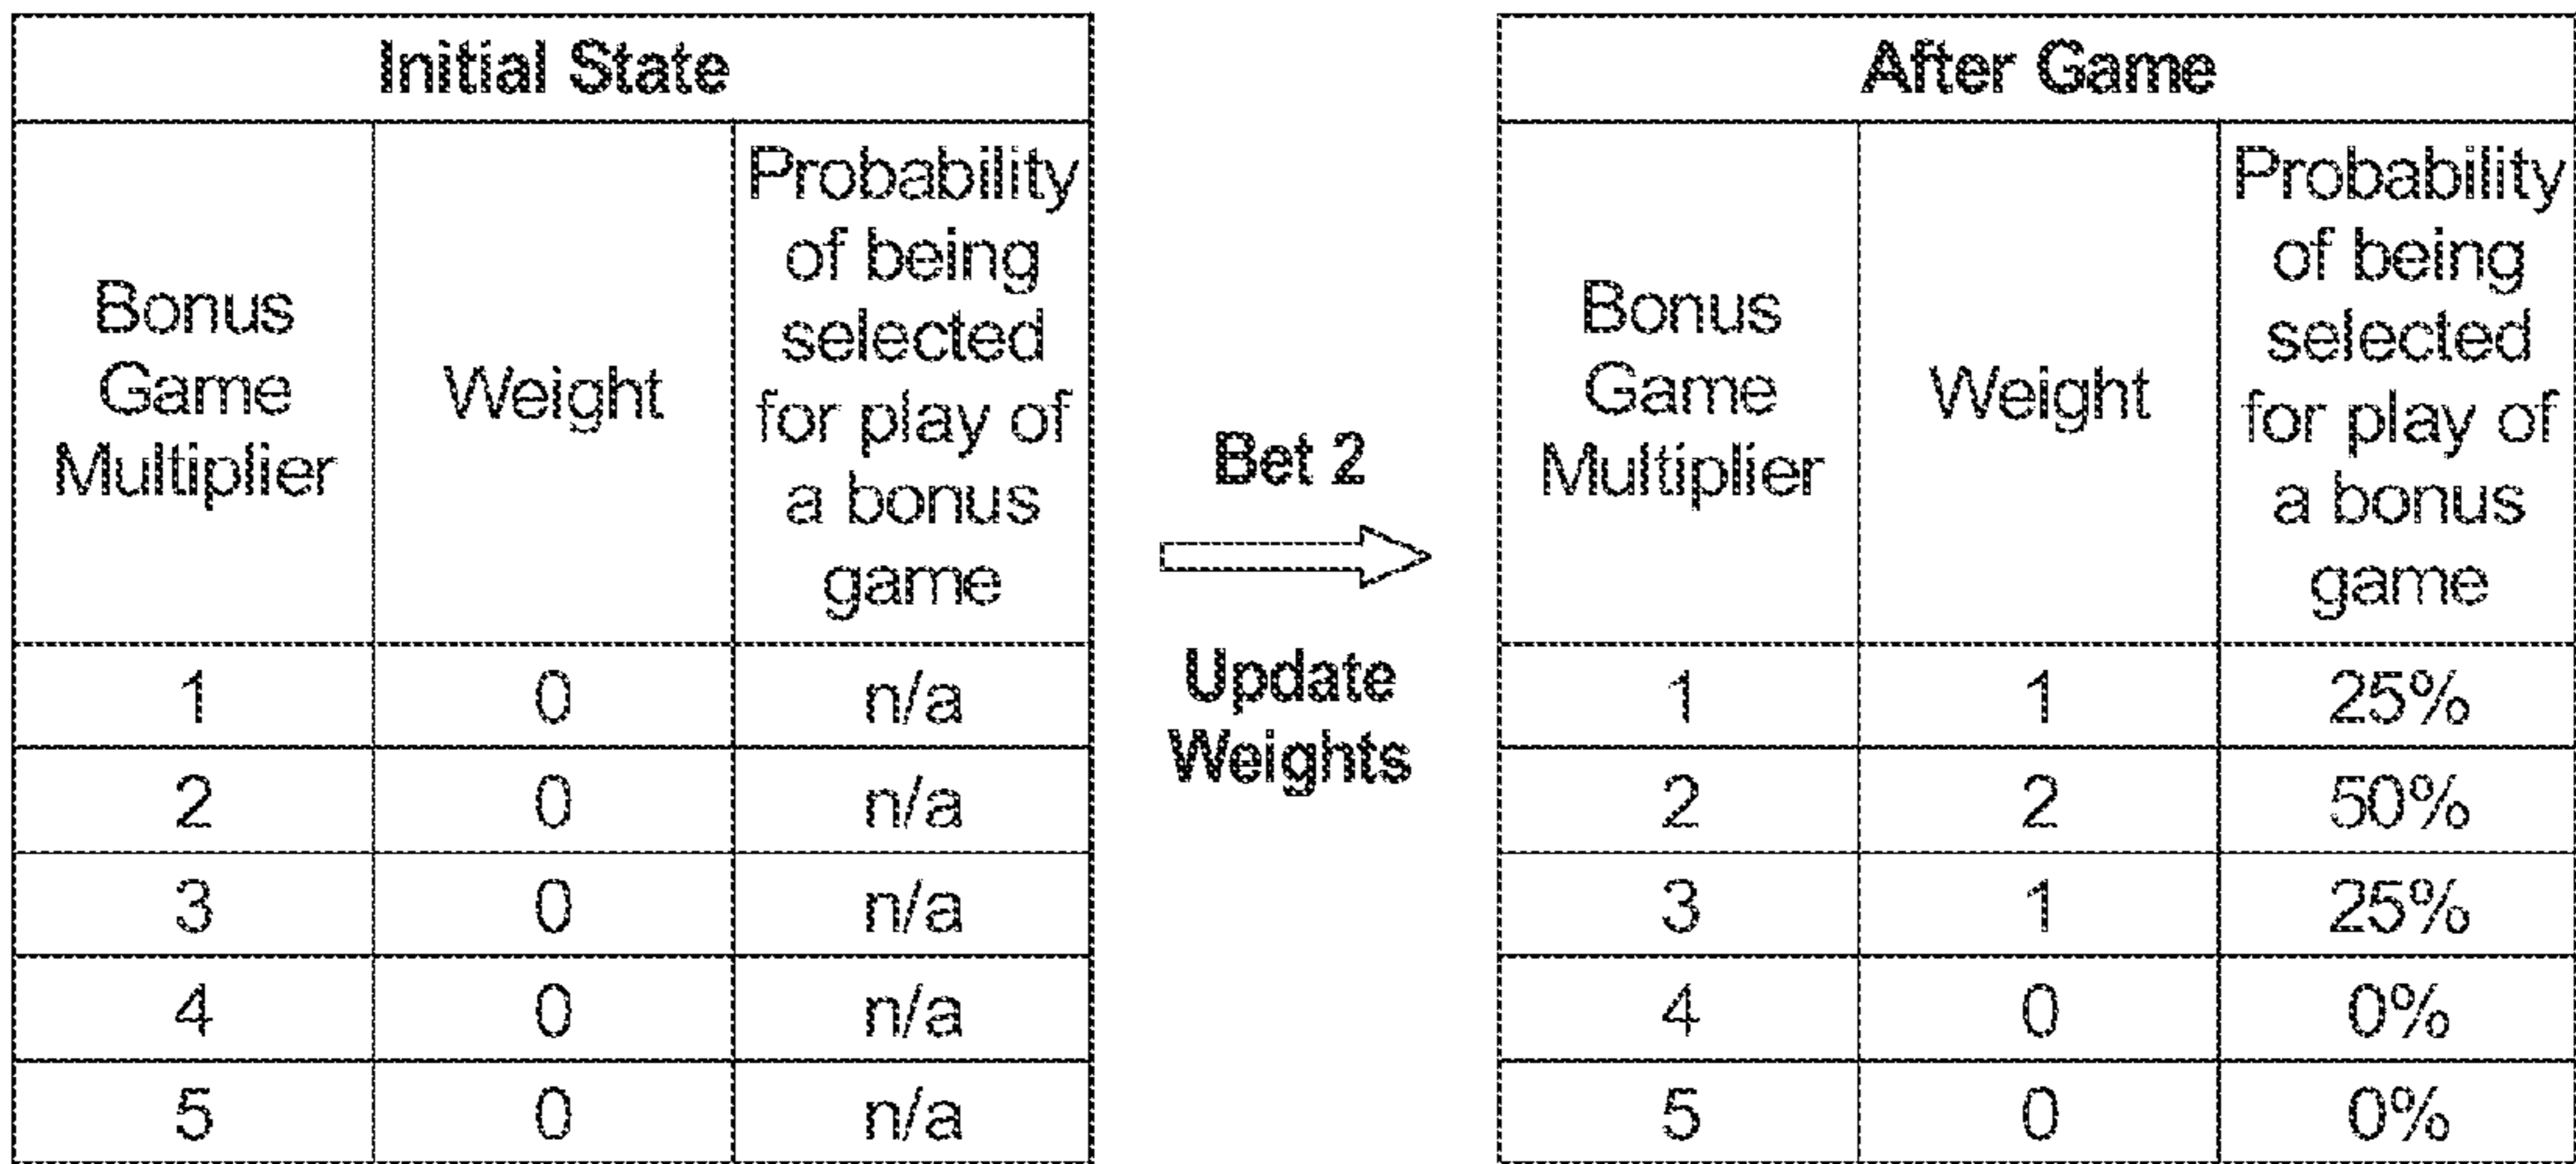 Initial State
Bonus
Game
Multiplier
Weight
Probability
of being
selected
for play of
a bonus
game
1 0 n/a
2 0 n/a
3 0 n/a
4 0 n/a
5 0 n/a
Bet 2
Update
Weights
After Game
Bonus
Game
Multiplier
Weight
Probability
of being
selected
for play of
a bonus
game
1 1 25%
2 2 50%
3 1 25%
4 0 0%
5 0 0%